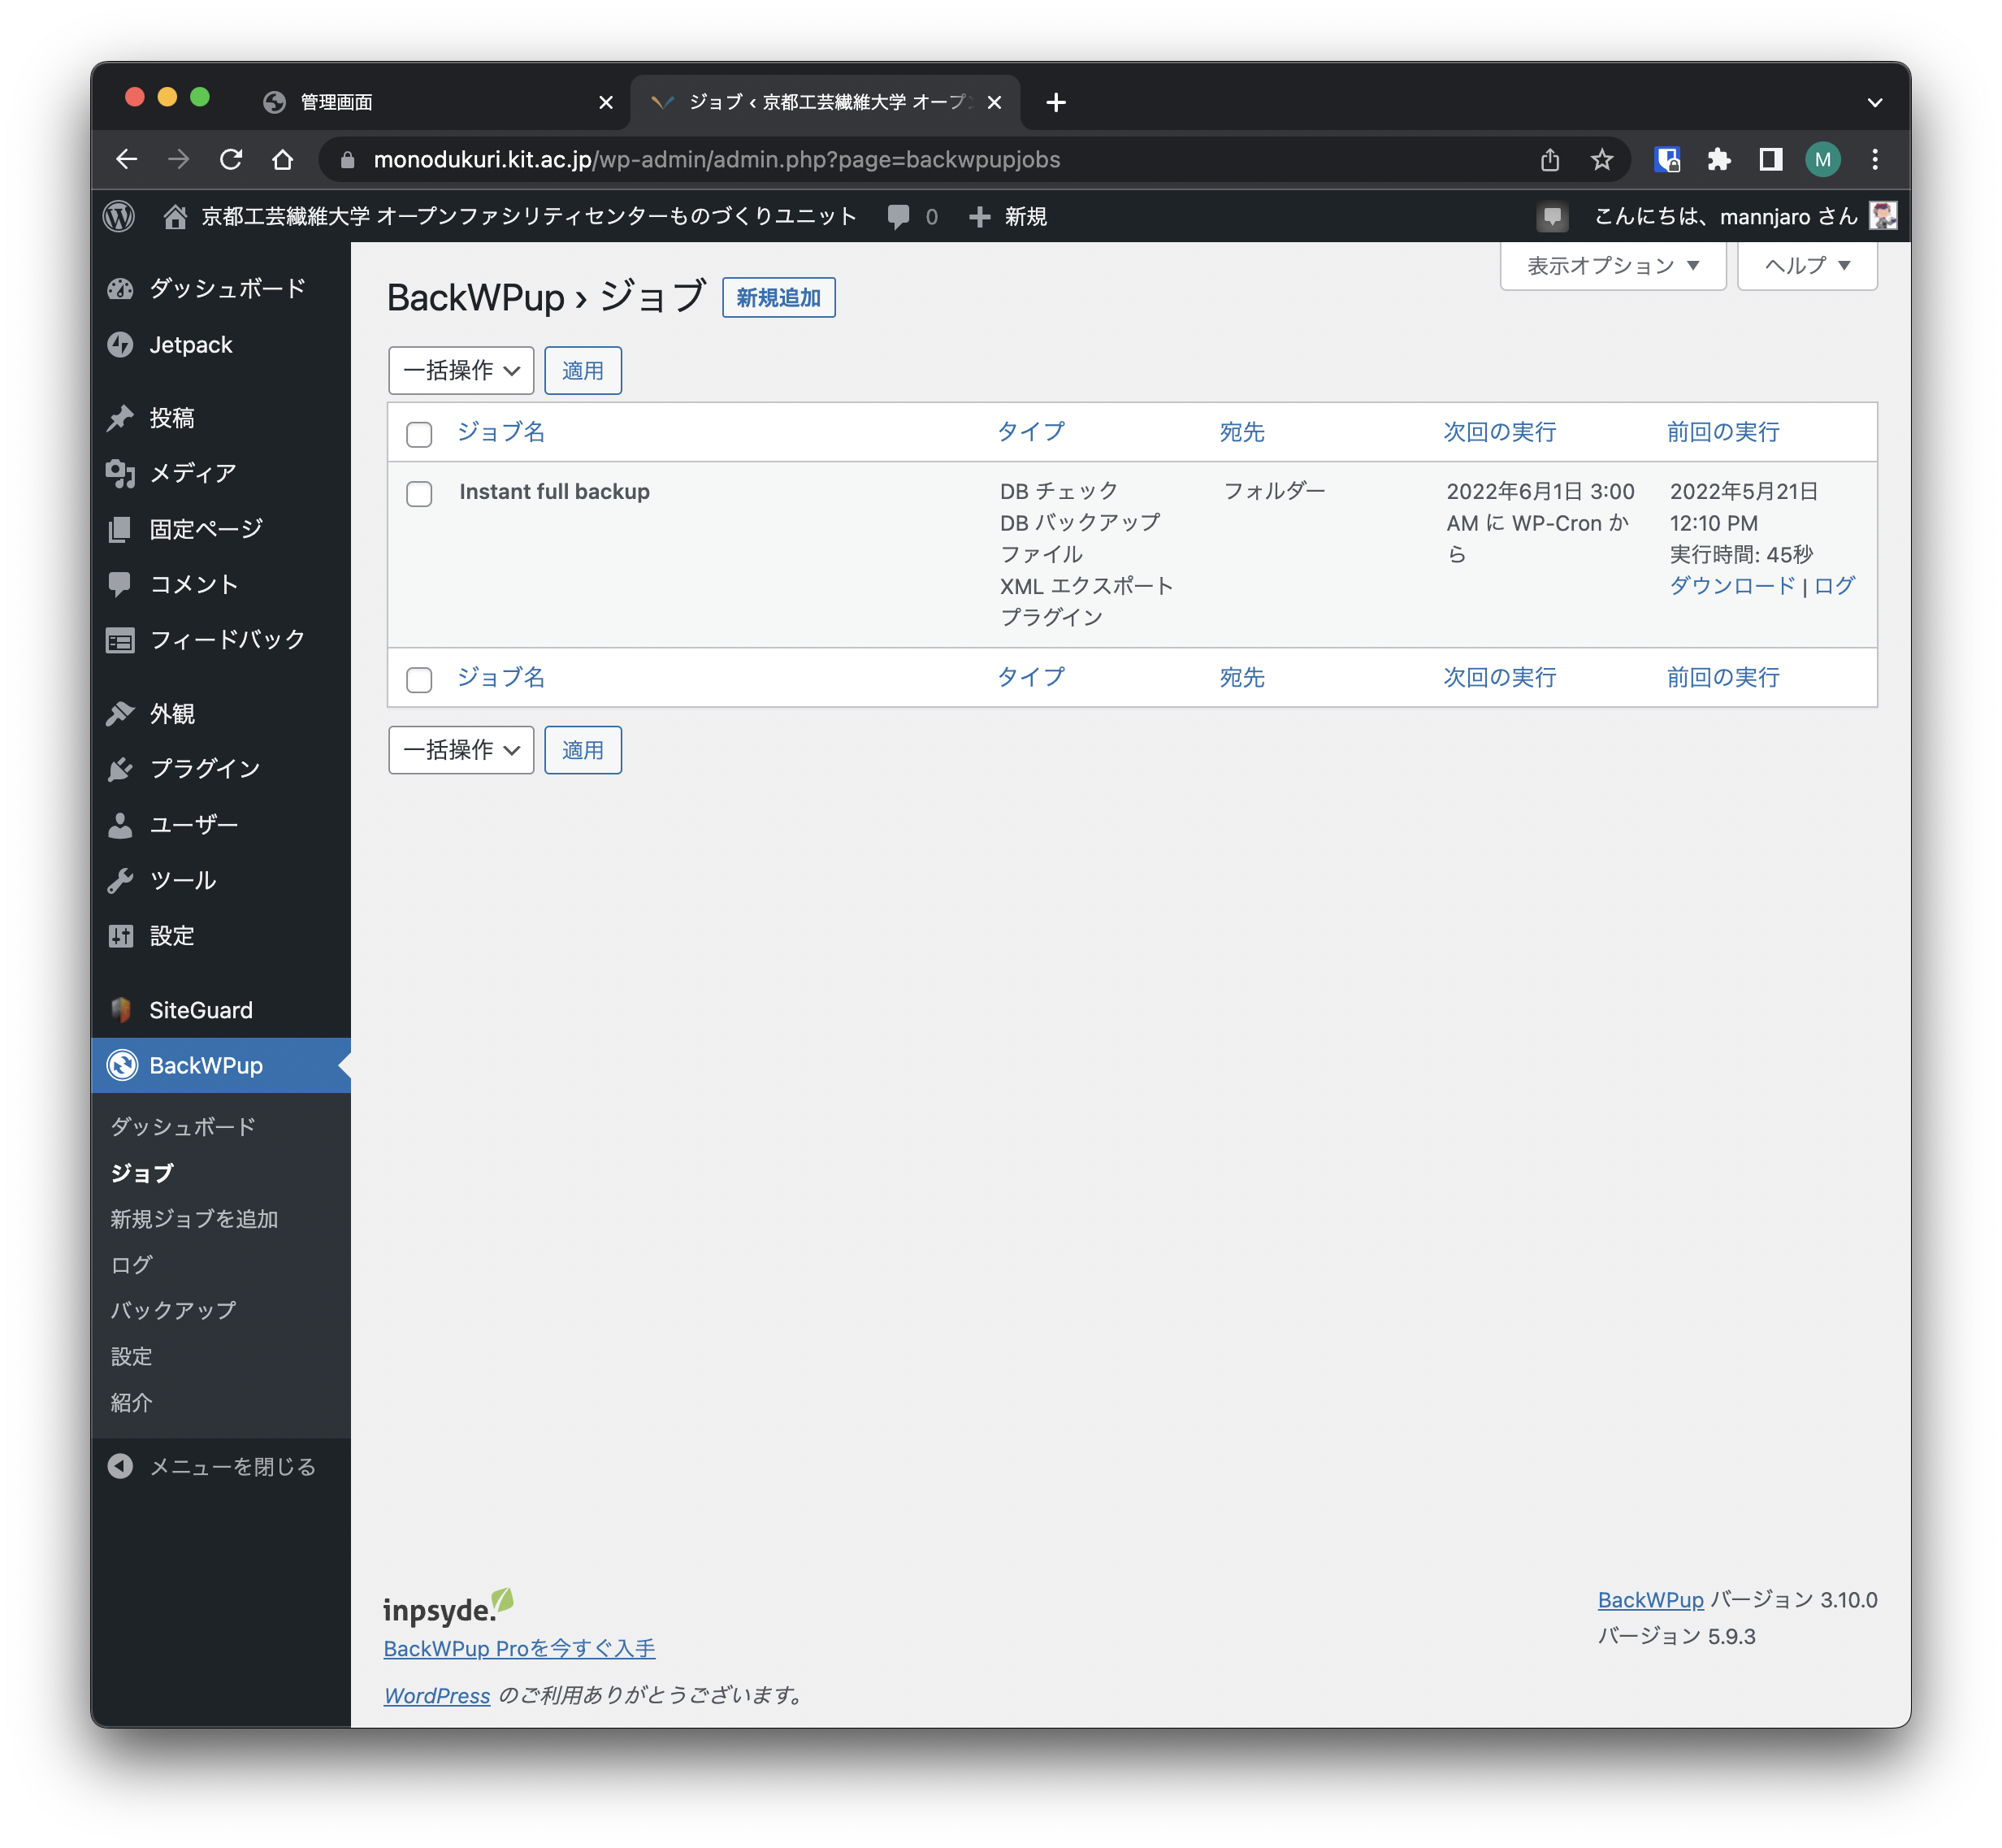 管理画面
ジョブ ‹ 京都工芸繊維大学 オープン
monodukuri.kit.ac.jp/wp-admin/admin.php?page=backwpupjobs
M
京都工芸繊維大学 オープンファシリティセンターものづくりユニット
0
新規
こんにちは、mannjaro さん
表示オプション ▼
ヘルプ ▼
ダッシュボード
Jetpack
投稿
メディア
固定ページ
コメント
フィードバック
外観
プラグイン
ユーザー
ツール
設定
SiteGuard
BackWPup
ダッシュボード
ジョブ
新規ジョブを追加
ログ
バックアップ
設定
紹介
メニューを閉じる
BackWPup › ジョブ 新規追加
一括操作 適用
ジョブ名 タイプ 宛先 次回の実行 前回の実行
Instant full backup
DB チェック
DB バックアップ
ファイル
XML エクスポート
プラグイン
フォルダー
2022年6月1日 3:00
AM に WP-Cron か
ら
2022年5月21日
12:10 PM
実行時間: 45秒
ダウンロード | ログ
ジョブ名 タイプ 宛先 次回の実行 前回の実行
一括操作 適用
inpsyde.
BackWPup Proを今すぐ入手
WordPress のご利用ありがとうございます。
BackWPup バージョン 3.10.0
バージョン 5.9.3